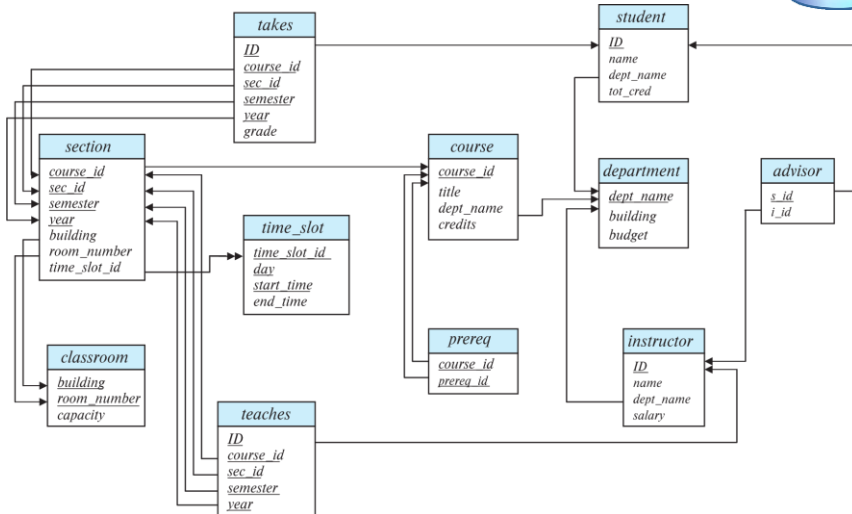 takes
ID
course_id
sec_id
semester
year
grade
student
ID
name
dept_name
tot_cred
section
course_id
sec_id
semester
year
building
room_number
time_slot_id
course
course_id
title
dept_name
credits
department
dept_name
building
budget
advisor
s_id
i_id
time_slot
time_slot_id
day
start_time
end_time
prereq
course_id
prereq_id
instructor
ID
name
dept_name
salary
classroom
building
room_number
capacity
teaches
ID
course_id
sec_id
semester
year